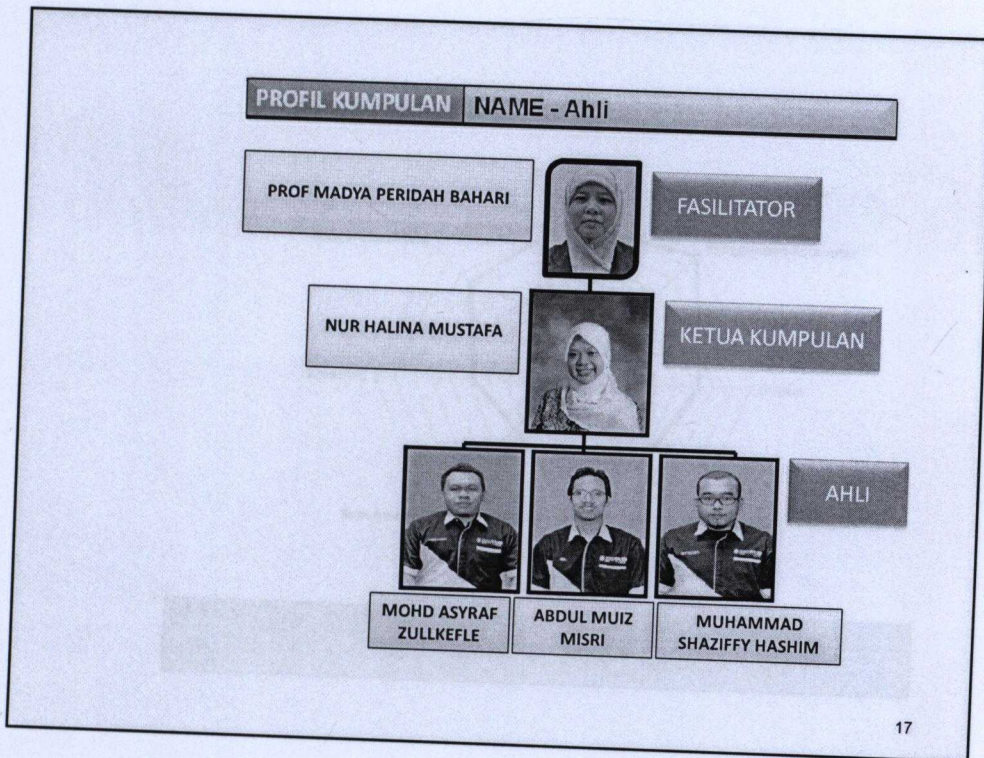 PROFIL KUMPULAN NAME - Ahli
PROF MADYA PERIDAH BAHARI
FASILITATOR
NUR HALINA MUSTAFA
KETUA KUMPULAN
AHLI
MOHD ASYRAF
ZULLKEFLE
ABDUL MUIZ
MISRI
MUHAMMAD
SHAZIFFY HASHIM
17